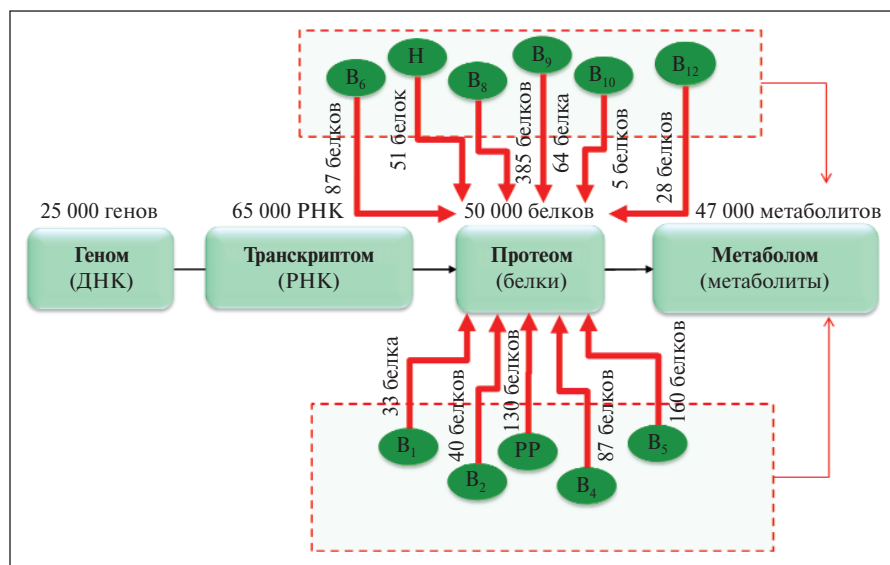 B6
H
B8
B9
B10
B12
87 белков
51 белок
385 белков
64 белка
5 белков
28 белков
25 000 генов
65 000 РНК
50 000 белков
47 000 метаболитов
Геном
(ДНК)
Транскриптом
(РНК)
Протеом
(белки)
Метаболом
(метаболиты)
33 белка
40 белков
130 белков
87 белков
160 белков
B1
B2
PP
B4
B5